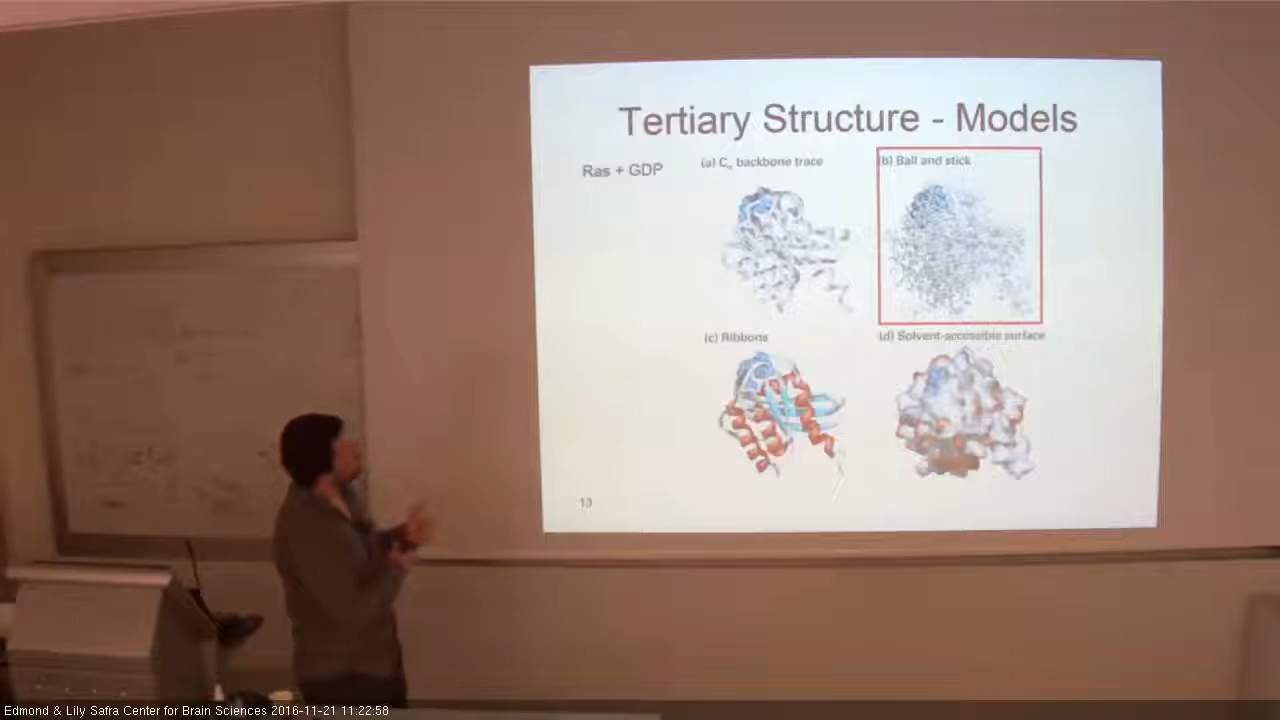 Tertiary Structure - Models
Ras + GDP
(a) Cα backbone trace
(b) Ball and stick
(c) Ribbons
(d) Solvent-accessible surface
13
Edmond & Lily Safra Center for Brain Sciences 2016-11-21 11:22:58